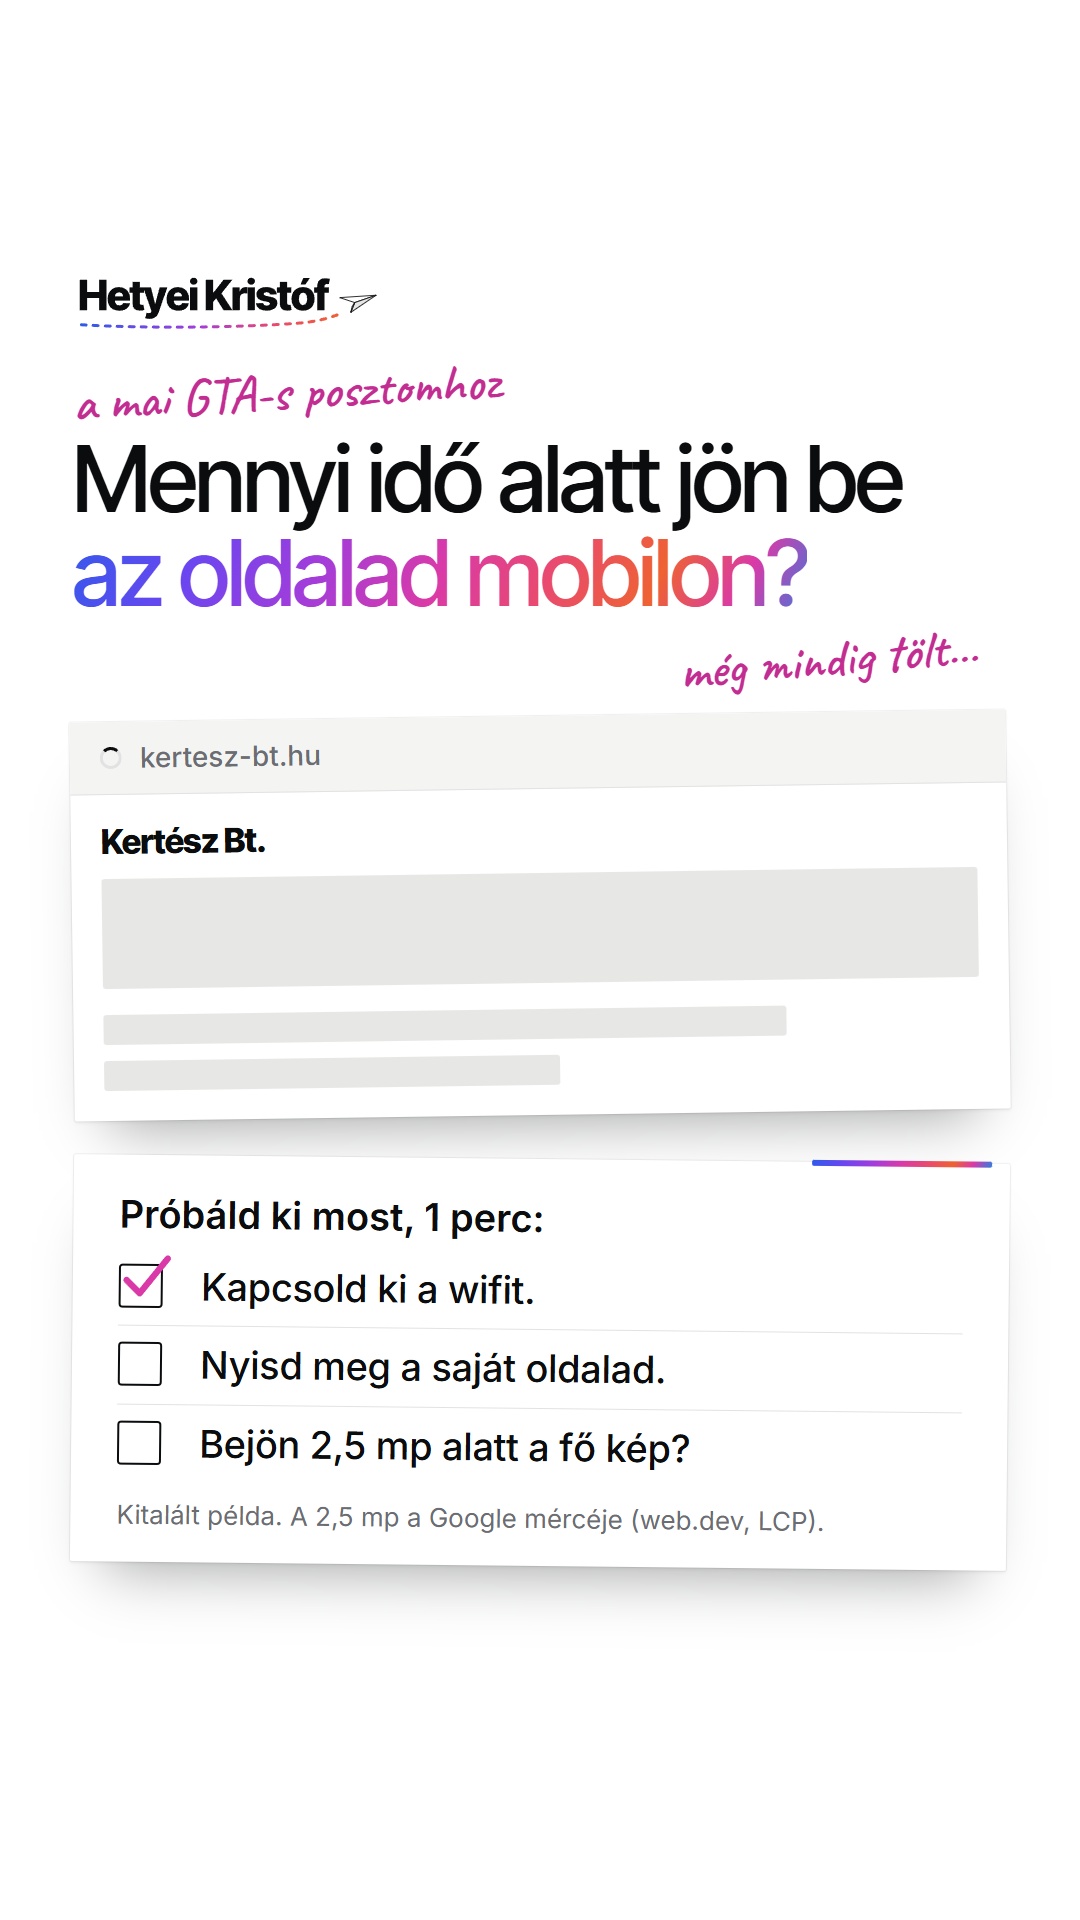 Hetyei Kristóf
a mai GTA-s posztomhoz
Mennyi idő alatt jön be
az oldalad mobilon?
még mindig tölt...
kertesz-bt.hu
Kertész Bt.
Próbáld ki most, 1 perc:
Kapcsold ki a wifit.
Nyisd meg a saját oldalad.
Bejön 2,5 mp alatt a fő kép?
Kitalált példa. A 2,5 mp a Google mércéje (web.dev, LCP).